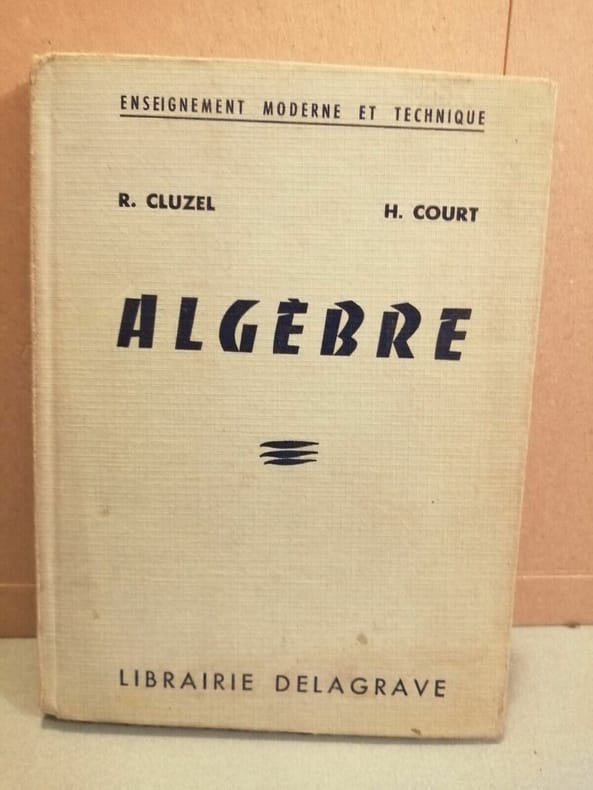 ENSEIGNEMENT MODERNE ET TECHNIQUE
R. CLUZEL H. COURT
ALGÈBRE
LIBRAIRIE DELAGRAVE